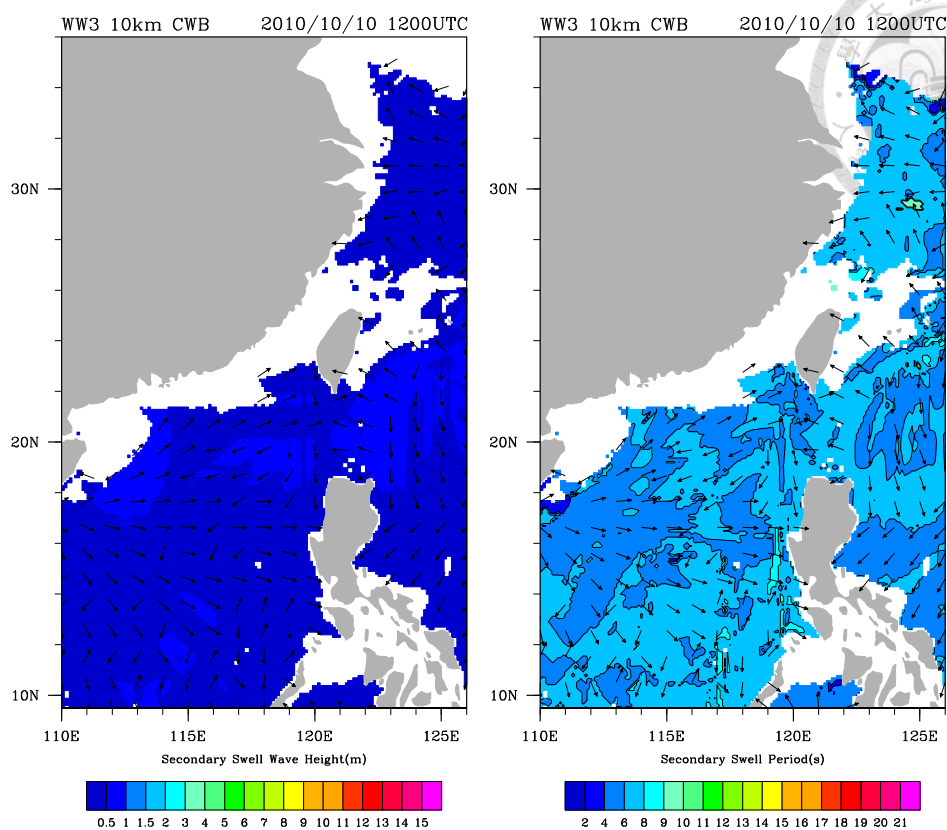 WW3 10km CWB 2010/10/10 1200UTC
30N
20N
10N
110E 115E 120E 125E
Secondary Swell Wave Height(m)
0.5 1 1.5 2 3 4 5 6 7 8 9 10 11 12 13 14 15
WW3 10km CWB 2010/10/10 1200UTC
30N
20N
10N
110E 115E 120E 125E
Secondary Swell Period(s)
2 4 6 8 9 10 11 12 13 14 15 16 17 18 19 20 21